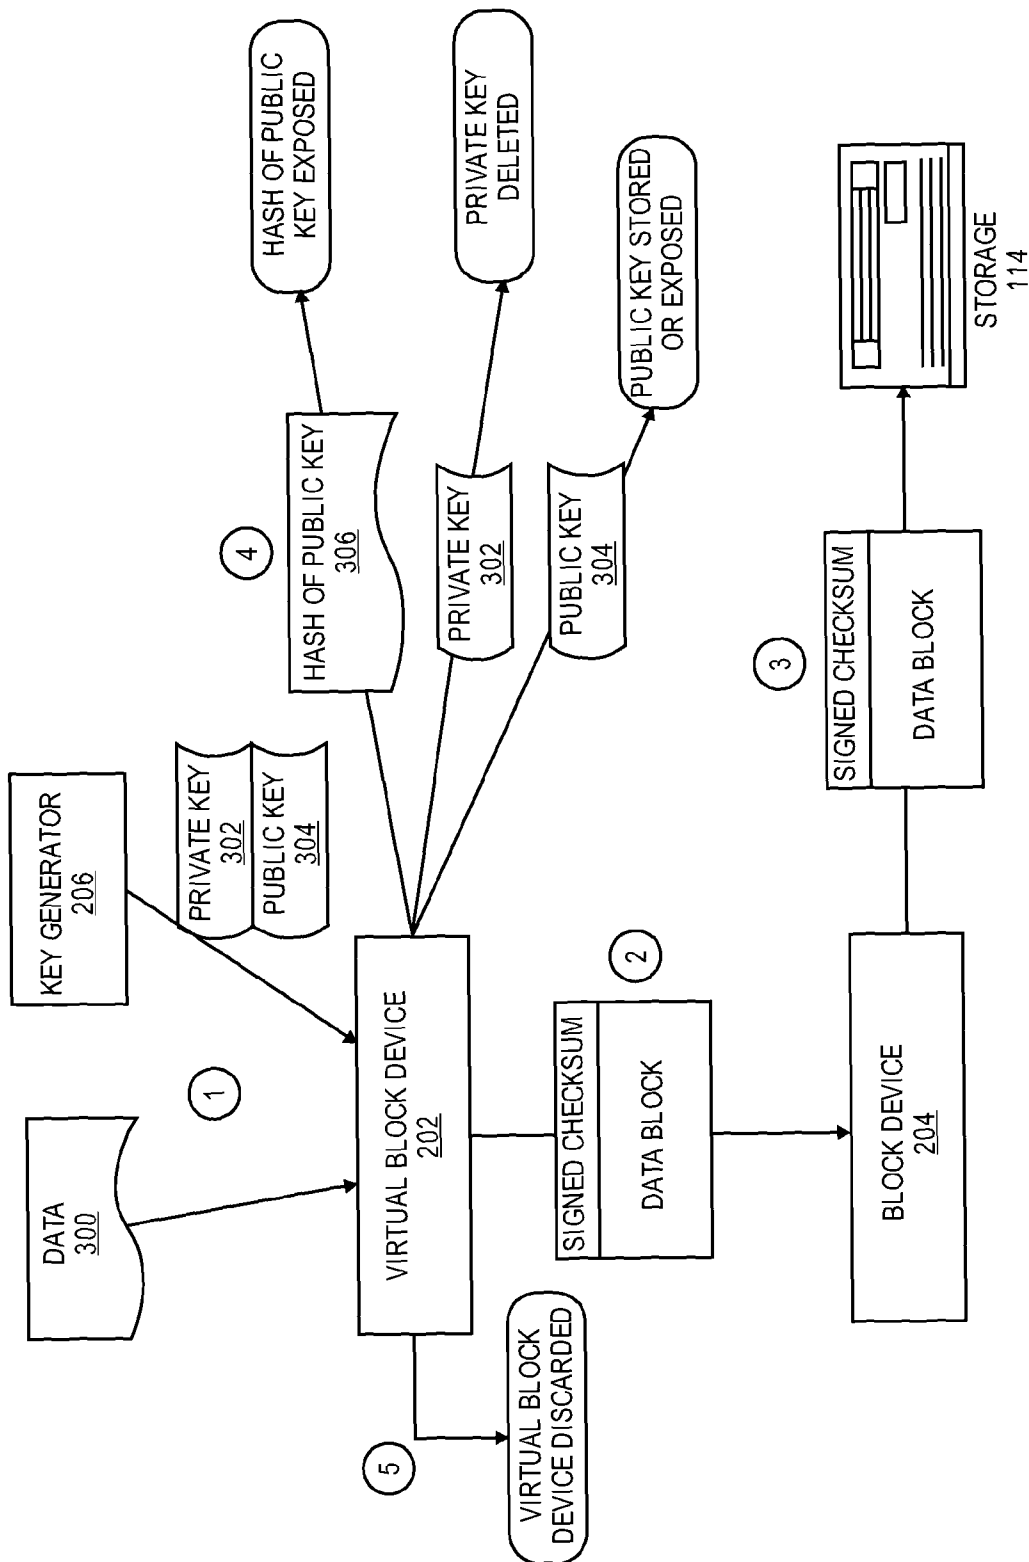 DATA
300
1
KEY GENERATOR
206
PRIVATE KEY
302
PUBLIC KEY
304
VIRTUAL BLOCK DEVICE
202
5
VIRTUAL BLOCK
DEVICE DISCARDED
SIGNED CHECKSUM
DATA BLOCK
2
BLOCK DEVICE
204
4
HASH OF PUBLIC KEY
306
HASH OF PUBLIC
KEY EXPOSED
PRIVATE KEY
302
PRIVATE KEY
DELETED
PUBLIC KEY
304
PUBLIC KEY STORED
OR EXPOSED
3
SIGNED CHECKSUM
DATA BLOCK
STORAGE
114